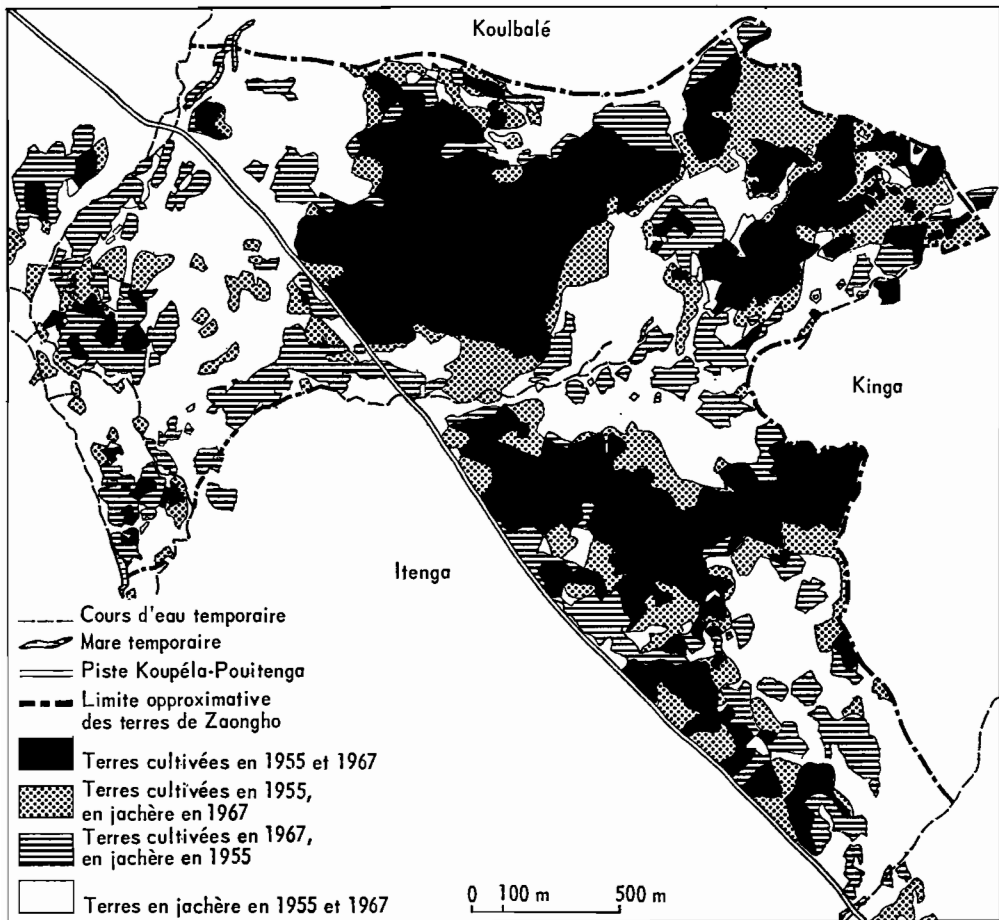 Koulbalé
Kinga
Itenga
Cours d'eau temporaire
Mare temporaire
Piste Koupéla-Pouitenga
Limite opproximative
des terres de Zaongho
Terres cultivées en 1955 et 1967
Terres cultivées en 1955,
en jachère en 1967
Terres cultivées en 1967,
en jachère en 1955
Terres en jachère en 1955 et 1967
0 100 m 500 m